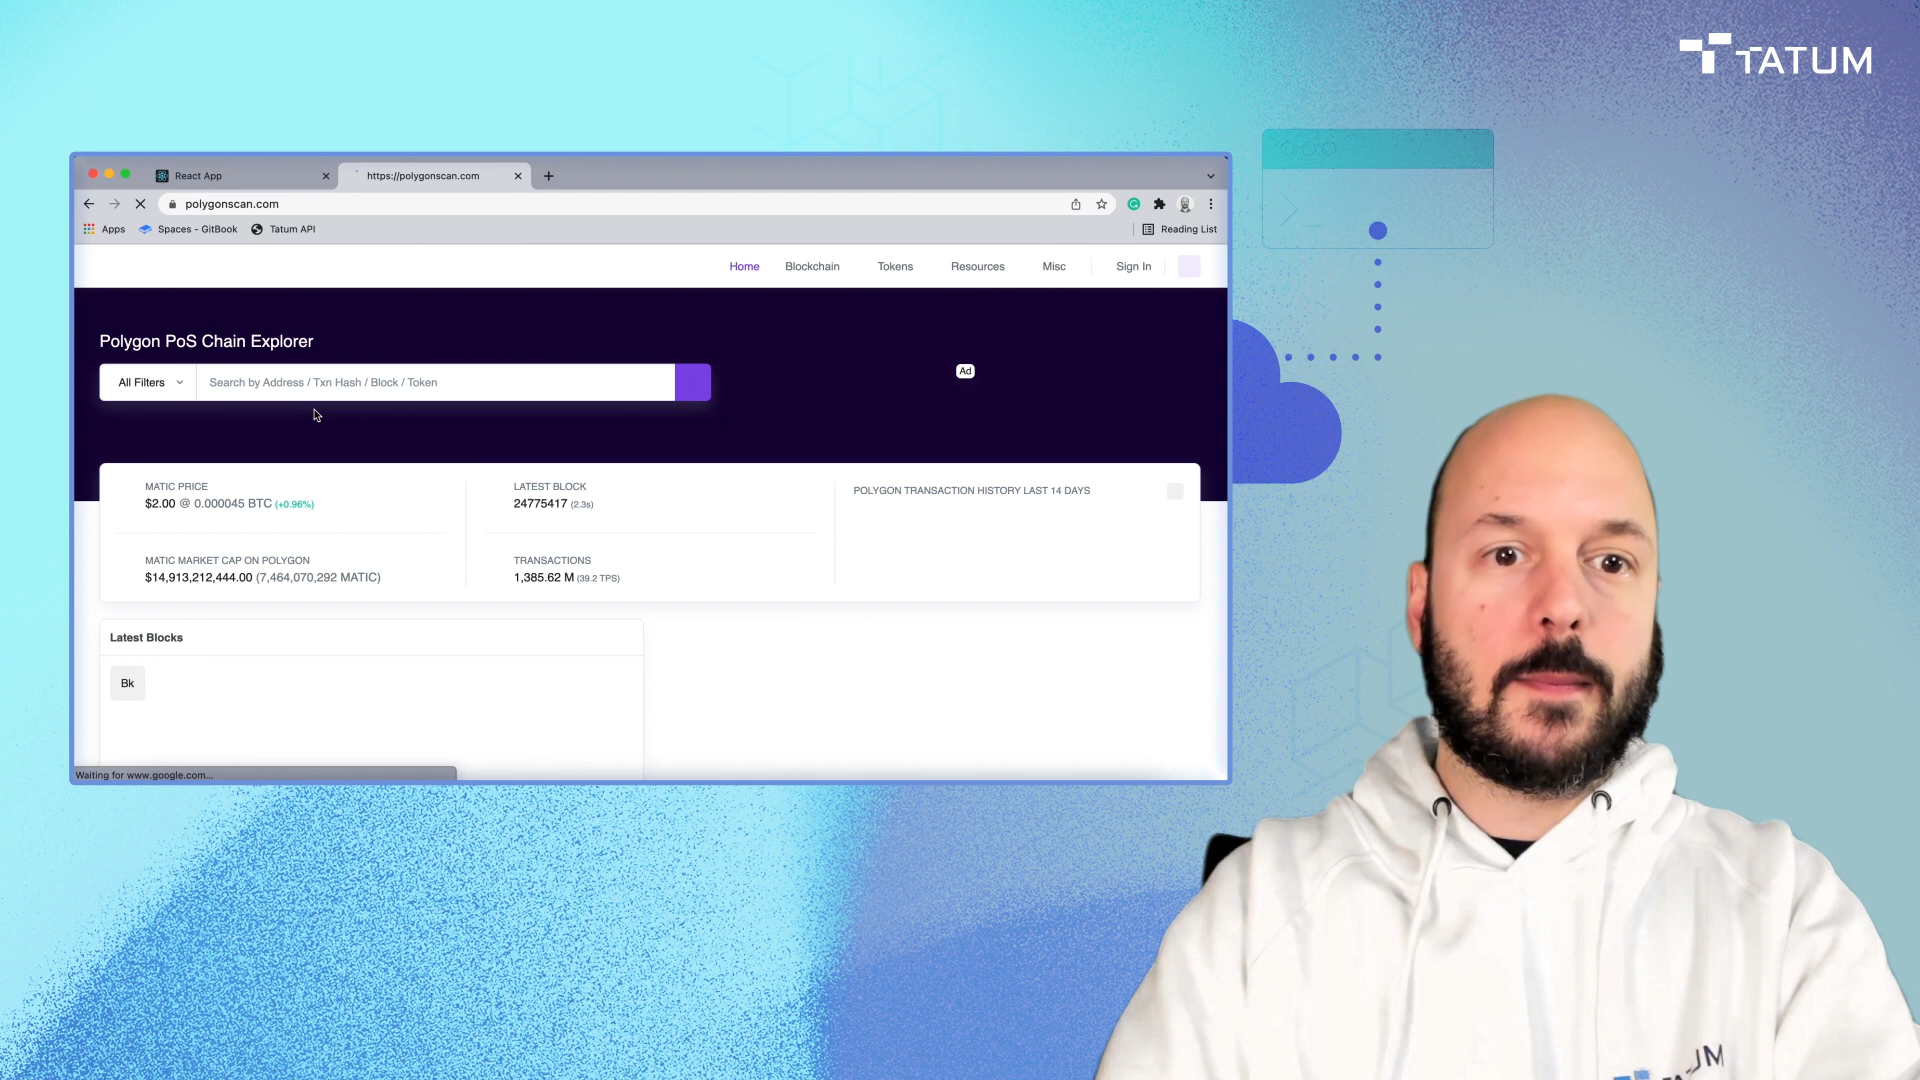 TATUM
React App
https://polygonscan.com
polygonscan.com
Apps
Spaces - GitBook
Tatum API
Reading List
Home
Blockchain
Tokens
Resources
Misc
Sign In
Polygon PoS Chain Explorer
All Filters
Search by Address / Txn Hash / Block / Token
Ad
MATIC PRICE
$2.00 @ 0.000045 BTC (+0.96%)
LATEST BLOCK
24775417 (2.3s)
POLYGON TRANSACTION HISTORY LAST 14 DAYS
MATIC MARKET CAP ON POLYGON
$14,913,212,444.00 (7,464,070,292 MATIC)
TRANSACTIONS
1,385.62 M (39.2 TPS)
Latest Blocks
Bk
Waiting for www.google.com...